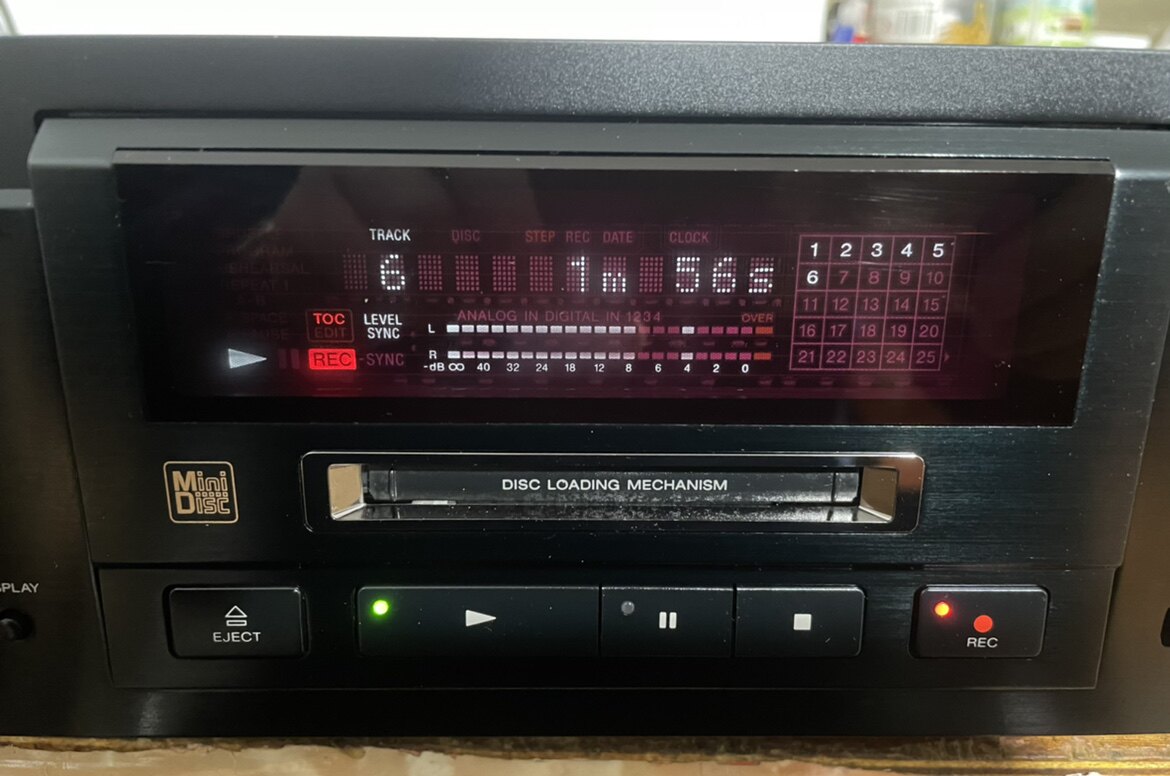 TRACK DISC STEP REC DATE CLOCK
6 1m 56s
1 2 3 4 5
6 7 8 9 10
11 12 13 14 15
16 17 18 19 20
21 22 23 24 25
REPEAT 1
A-B
TOC
EDIT
LEVEL
SYNC
REC -SYNC
ANALOG IN DIGITAL IN 1234 OVER
L
R
-dB ∞ 40 32 24 18 12 8 6 4 2 0
Mini
Disc
DISC LOADING MECHANISM
PLAY
EJECT
REC